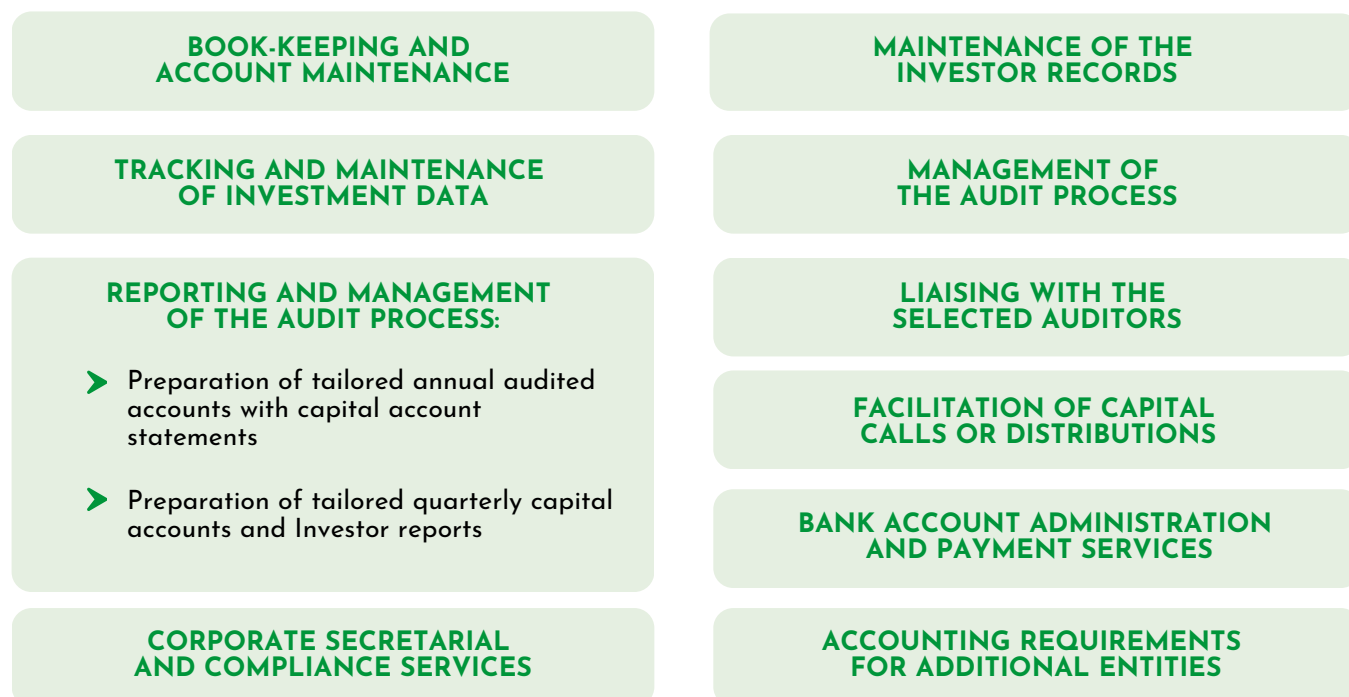 BOOK-KEEPING AND
ACCOUNT MAINTENANCE
TRACKING AND MAINTENANCE
OF INVESTMENT DATA
REPORTING AND MANAGEMENT
OF THE AUDIT PROCESS:
Preparation of tailored annual audited
accounts with capital account
statements
Preparation of tailored quarterly capital
accounts and Investor reports
CORPORATE SECRETARIAL
AND COMPLIANCE SERVICES
MAINTENANCE OF THE
INVESTOR RECORDS
MANAGEMENT OF
THE AUDIT PROCESS
LIAISING WITH THE
SELECTED AUDITORS
FACILITATION OF CAPITAL
CALLS OR DISTRIBUTIONS
BANK ACCOUNT ADMINISTRATION
AND PAYMENT SERVICES
ACCOUNTING REQUIREMENTS
FOR ADDITIONAL ENTITIES